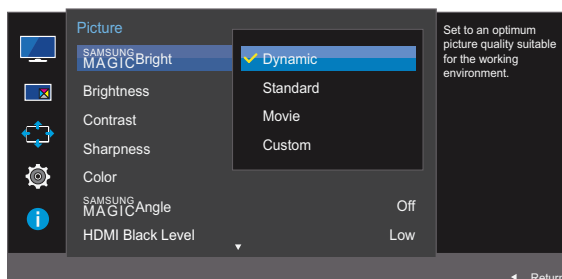 Picture
SAMSUNG
MAGIC Bright
Brightness
Contrast
Sharpness
Color
SAMSUNG
MAGIC Angle
Off
HDMI Black Level
Low
Dynamic
Standard
Movie
Custom
Set to an optimum
picture quality suitable
for the working
environment.
Return